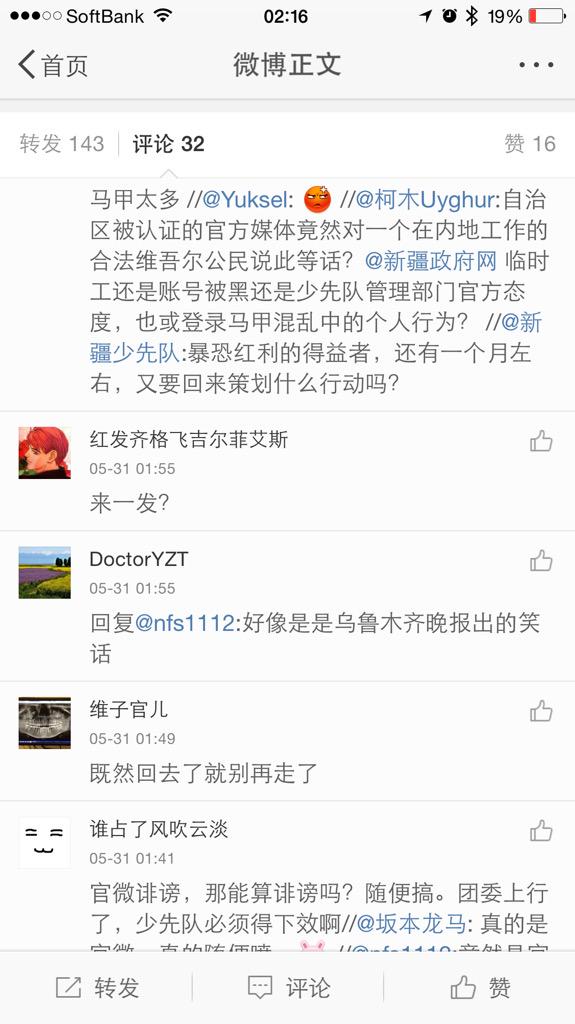 SoftBank 02:16 19%
首页 微博正文
转发 143 评论 32 赞 16
马甲太多 //@Yuksel: //@柯木Uyghur:自治
区被认证的官方媒体竟然对一个在内地工作的
合法维吾尔公民说此等话？@新疆政府网 临时
工还是账号被黑还是少先队管理部门官方态
度，也或登录马甲混乱中的个人行为？ //@新
疆少先队:暴恐红利的得益者，还有一个月左
右，又要回来策划什么行动吗？
红发齐格飞吉尔菲艾斯
05-31 01:55
来一发？
DoctorYZT
05-31 01:55
回复@nfs1112:好像是是乌鲁木齐晚报出的笑
话
维子官儿
05-31 01:49
既然回去了就别再走了
谁占了风吹云淡
05-31 01:41
官微诽谤，那能算诽谤吗？随便搞。团委上行
了，少先队必须得下效啊//@坂本龙马: 真的是
官微，真的随便喷 //@nfs1112:竟然是官
转发 评论 赞